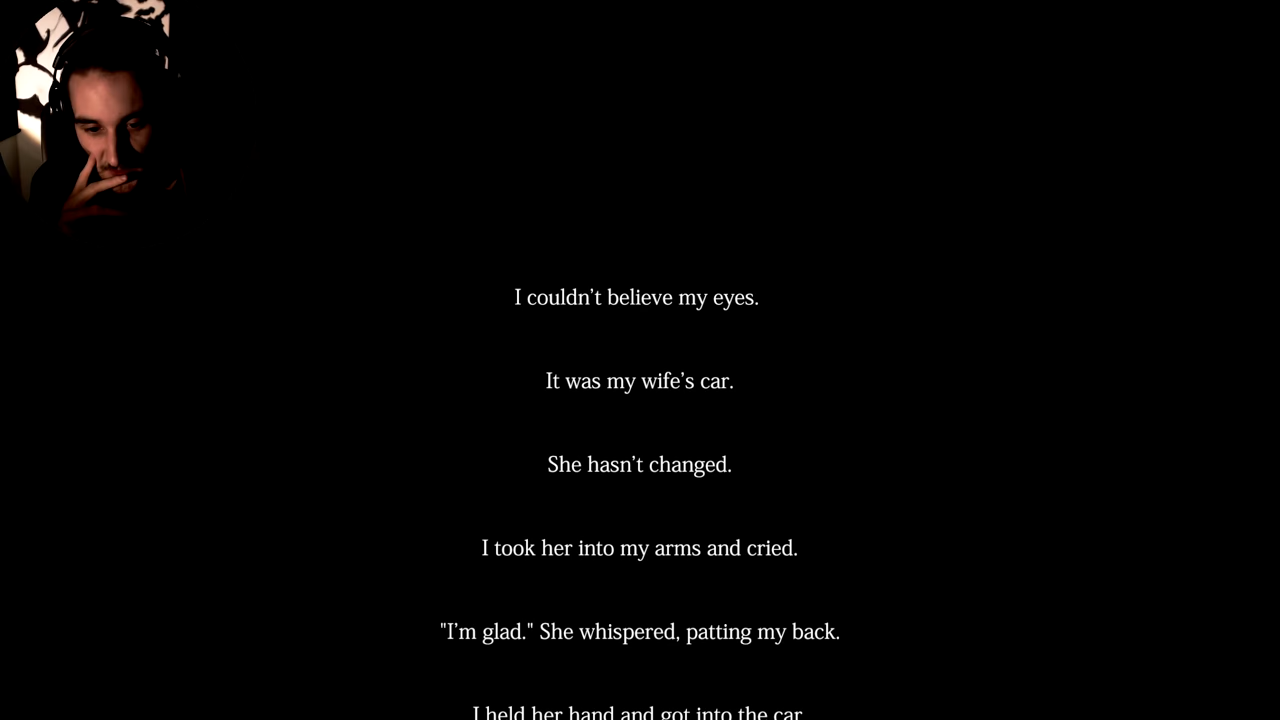 I couldn’t believe my eyes.
It was my wife’s car.
She hasn’t changed.
I took her into my arms and cried.
"I’m glad." She whispered, patting my back.
I held her hand and got into the car.